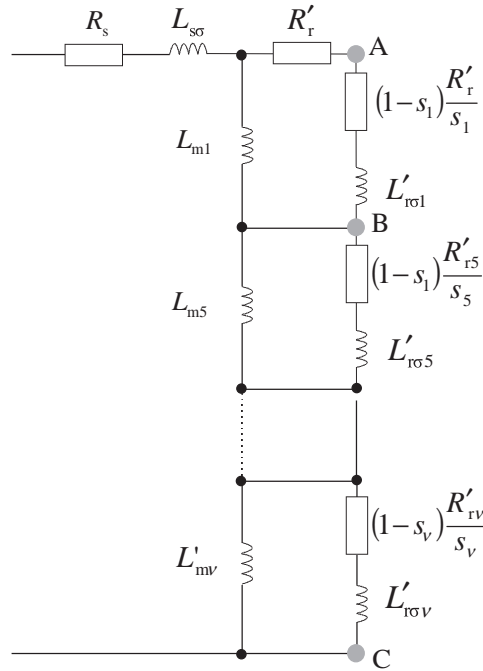 R_s
L_sσ
R′_r
A
(1−s_1) R′_r/s_1
L_m1
L′_rσ1
B
(1−s_1) R′_r5/s_5
L_m5
L′_rσ5
(1−s_ν) R′_rν/s_ν
L'_mν
L′_rσν
C